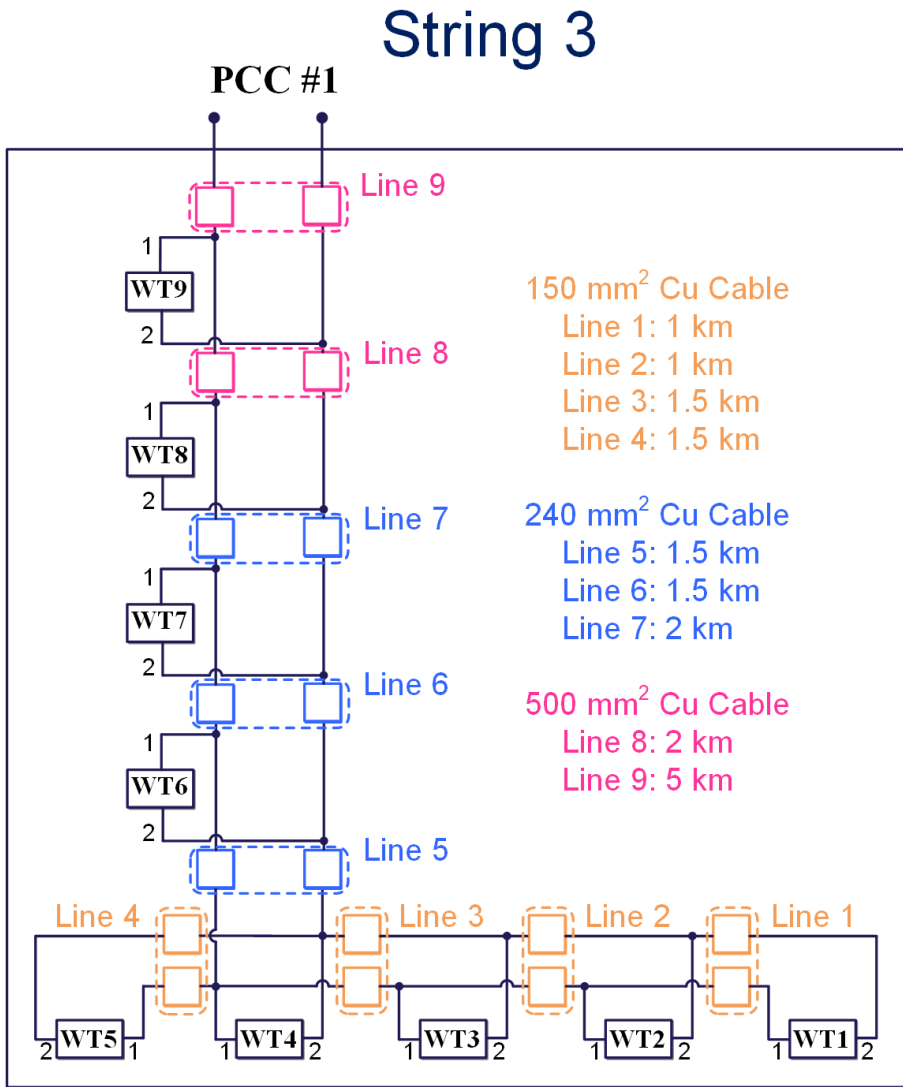 String 3
PCC #1
Line 9
1
WT9
2
Line 8
1
WT8
2
Line 7
1
WT7
2
Line 6
1
WT6
2
Line 5
150 mm² Cu Cable
Line 1: 1 km
Line 2: 1 km
Line 3: 1.5 km
Line 4: 1.5 km
240 mm² Cu Cable
Line 5: 1.5 km
Line 6: 1.5 km
Line 7: 2 km
500 mm² Cu Cable
Line 8: 2 km
Line 9: 5 km
Line 4 Line 3 Line 2 Line 1
2 WT5 1 1 WT4 2 1 WT3 2 1 WT2 2 1 WT1 2